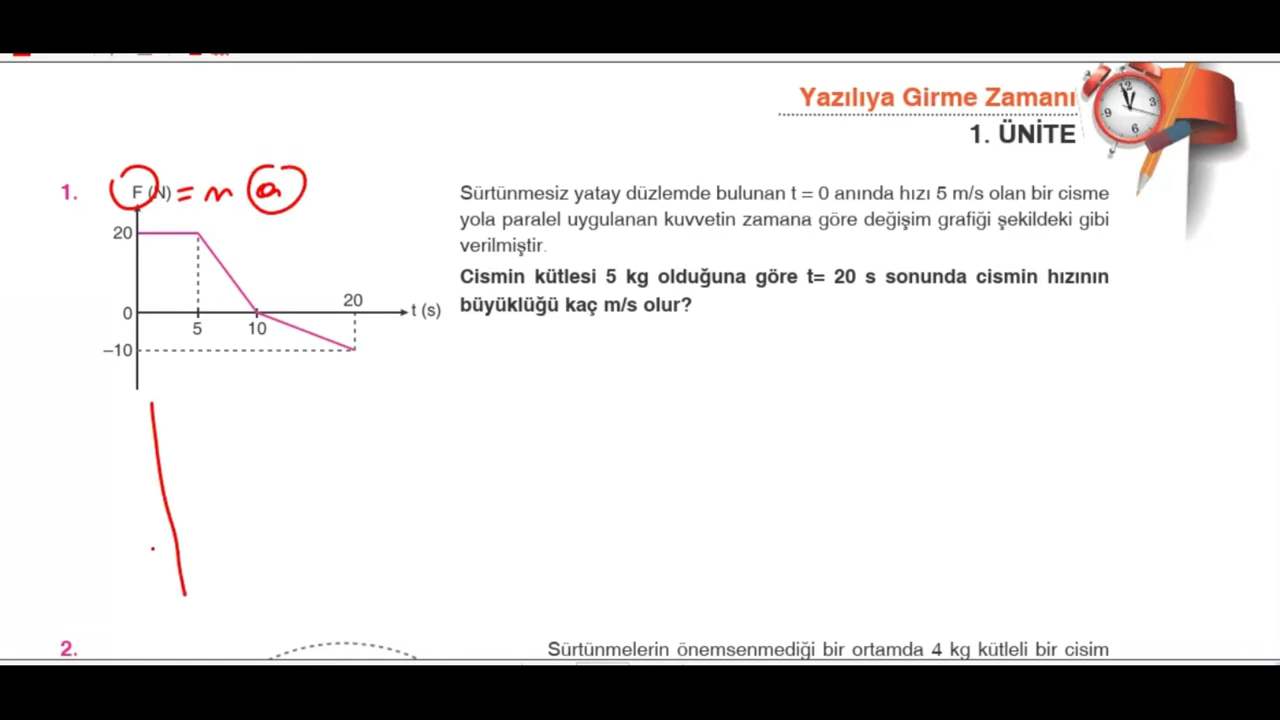 Yazılıya Girme Zamanı
1. ÜNİTE
1.
F (N) = m a
20
0
-10
5
10
20
t (s)
Sürtünmesiz yatay düzlemde bulunan t = 0 anında hızı 5 m/s olan bir cisme
yola paralel uygulanan kuvvetin zamana göre değişim grafiği şekildeki gibi
verilmiştir.
Cismin kütlesi 5 kg olduğuna göre t= 20 s sonunda cismin hızının
büyüklüğü kaç m/s olur?
2.
Sürtünmelerin önemsenmediği bir ortamda 4 kg kütleli bir cisim